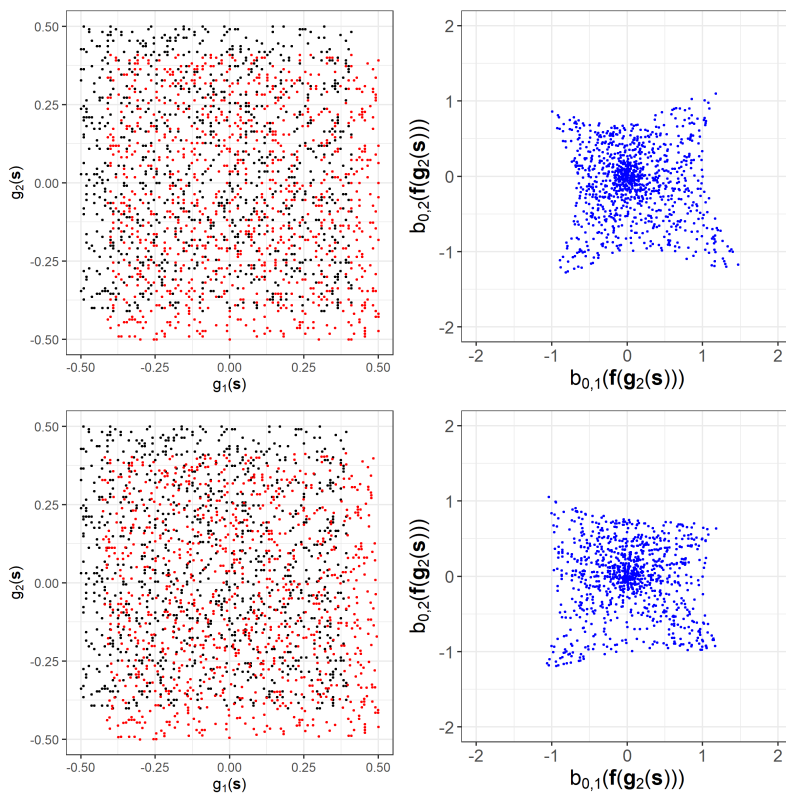 0.50
0.25
0.00
-0.25
-0.50
g₂(s)
-0.50 -0.25 0.00 0.25 0.50
g₁(s)
2
1
0
-1
-2
b₀,₂(f(g₂(s)))
-2 -1 0 1 2
b₀,₁(f(g₂(s)))
0.50
0.25
0.00
-0.25
-0.50
g₂(s)
-0.50 -0.25 0.00 0.25 0.50
g₁(s)
2
1
0
-1
-2
b₀,₂(f(g₂(s)))
-2 -1 0 1 2
b₀,₁(f(g₂(s)))